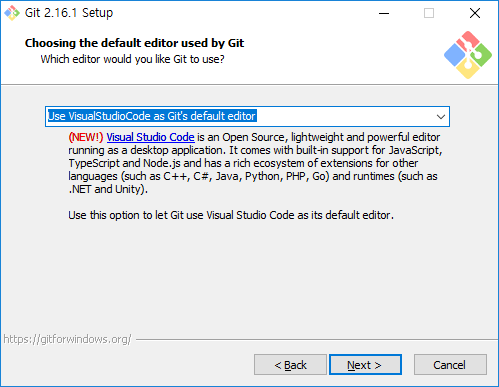 Git 2.16.1 Setup
Choosing the default editor used by Git
Which editor would you like Git to use?
Use VisualStudioCode as Git's default editor
(NEW!) Visual Studio Code is an Open Source, lightweight and powerful editor
running as a desktop application. It comes with built-in support for JavaScript,
TypeScript and Node.js and has a rich ecosystem of extensions for other
languages (such as C++, C#, Java, Python, PHP, Go) and runtimes (such as
.NET and Unity).
Use this option to let Git use Visual Studio Code as its default editor.
https://gitforwindows.org/
< Back
Next >
Cancel